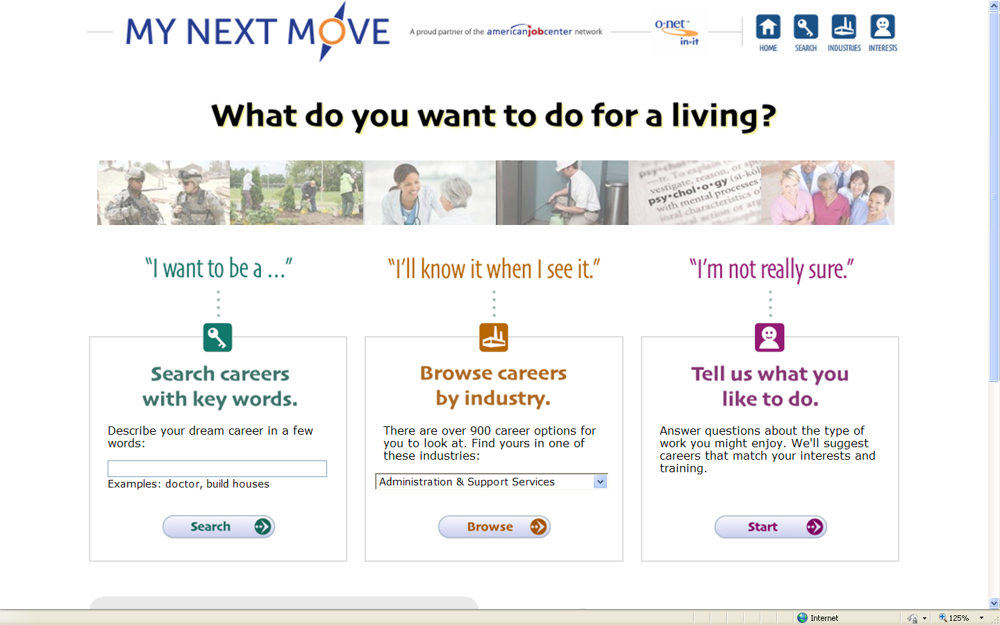 MY NEXT MOVE
A proud partner of the americanjobcenter network
o·net™
in·it
HOME
SEARCH
INDUSTRIES
INTERESTS
What do you want to do for a living?
psy•chol•o•gy (si-kol
vestigate, reason, or
with mental processes
"I want to be a ..."
"I'll know it when I see it."
"I'm not really sure."
Search careers
with key words.
Describe your dream career in a few
words:
Examples: doctor, build houses
Search
Browse careers
by industry.
There are over 900 career options for
you to look at. Find yours in one of
these industries:
Administration & Support Services
Browse
Tell us what you
like to do.
Answer questions about the type of
work you might enjoy. We'll suggest
careers that match your interests and
training.
Start
Internet
125%